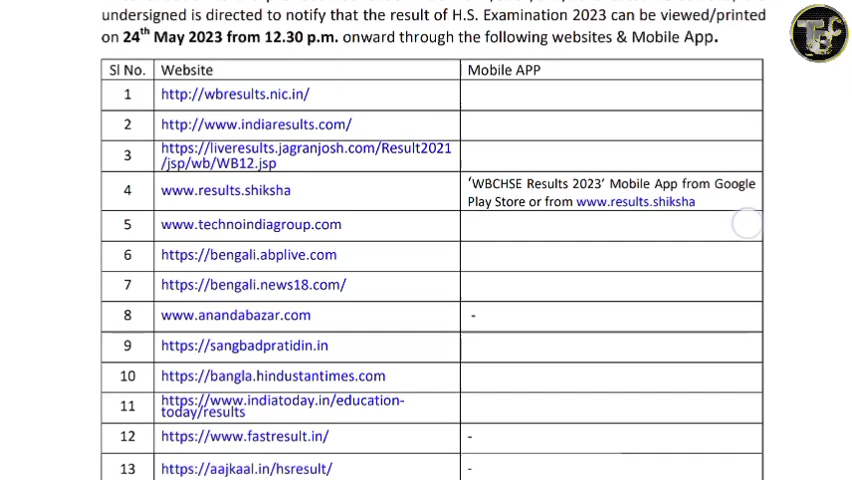 undersigned is directed to notify that the result of H.S. Examination 2023 can be viewed/printed
on 24th May 2023 from 12.30 p.m. onward through the following websites & Mobile App.
Sl No. Website Mobile APP
1 http://wbresults.nic.in/
2 http://www.indiaresults.com/
3 https://liveresults.jagranjosh.com/Result2021
/jsp/wb/WB12.jsp
4 www.results.shiksha 'WBCHSE Results 2023' Mobile App from Google
Play Store or from www.results.shiksha
5 www.technoindiagroup.com
6 https://bengali.abplive.com
7 https://bengali.news18.com/
8 www.anandabazar.com -
9 https://sangbadpratidin.in
10 https://bangla.hindustantimes.com
11 https://www.indiatoday.in/education-
today/results
12 https://www.fastresult.in/ -
13 https://aajkaal.in/hsresult/ -